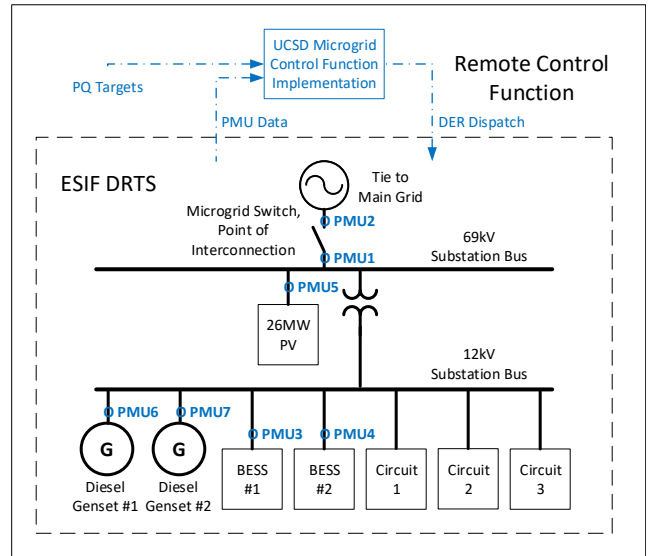 UCSD Microgrid
Control Function
Implementation
Remote Control
Function
PQ Targets
PMU Data
DER Dispatch
ESIF DRTS
Tie to
Main Grid
Microgrid Switch,
Point of
Interconnection
PMU2
PMU1
69kV
Substation Bus
PMU5
26MW
PV
12kV
Substation Bus
PMU6
PMU7
PMU3
PMU4
G
G
BESS
#1
BESS
#2
Circuit
1
Circuit
2
Circuit
3
Diesel
Genset #1
Diesel
Genset #2